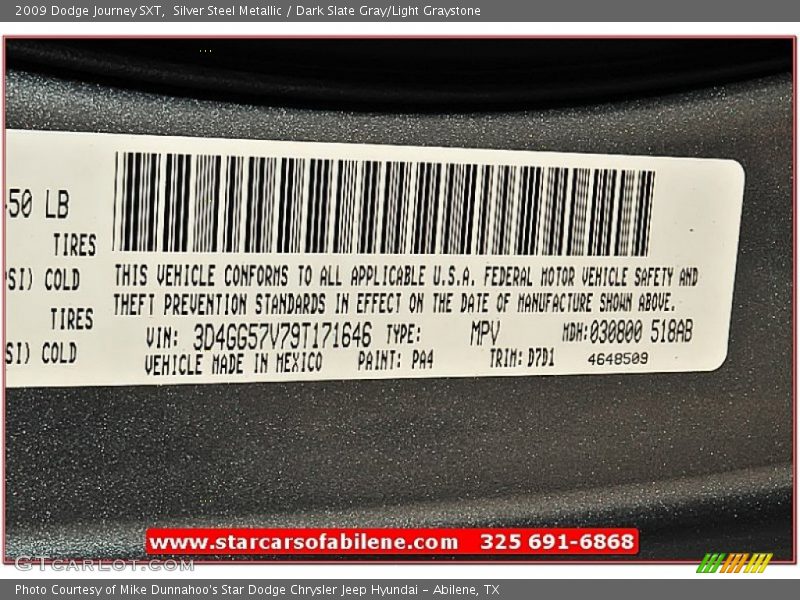 2009 Dodge Journey SXT, Silver Steel Metallic / Dark Slate Gray/Light Graystone
50 LB
TIRES
SI) COLD
THIS VEHICLE CONFORMS TO ALL APPLICABLE U.S.A. FEDERAL MOTOR VEHICLE SAFETY AND
THEFT PREVENTION STANDARDS IN EFFECT ON THE DATE OF MANUFACTURE SHOWN ABOVE.
TIRES
VIN: 3D4GG57V79T171646 TYPE: MPV MDH:030800 518AB
SI) COLD
VEHICLE MADE IN MEXICO PAINT: PA4 TRIM: D7D1 4648509
www.starcarsofabilene.com 325 691-6868
GTCARLOT.COM
Photo Courtesy of Mike Dunnahoo's Star Dodge Chrysler Jeep Hyundai - Abilene, TX